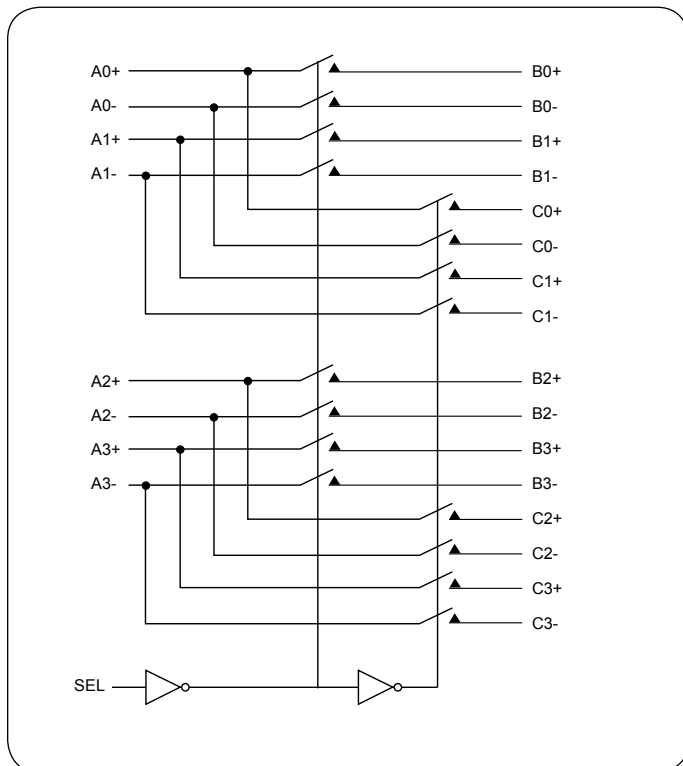 A0+ B0+
A0- B0-
A1+ B1+
A1- B1-
C0+
C0-
C1+
C1-
A2+ B2+
A2- B2-
A3+ B3+
A3- B3-
C2+
C2-
C3+
C3-
SEL